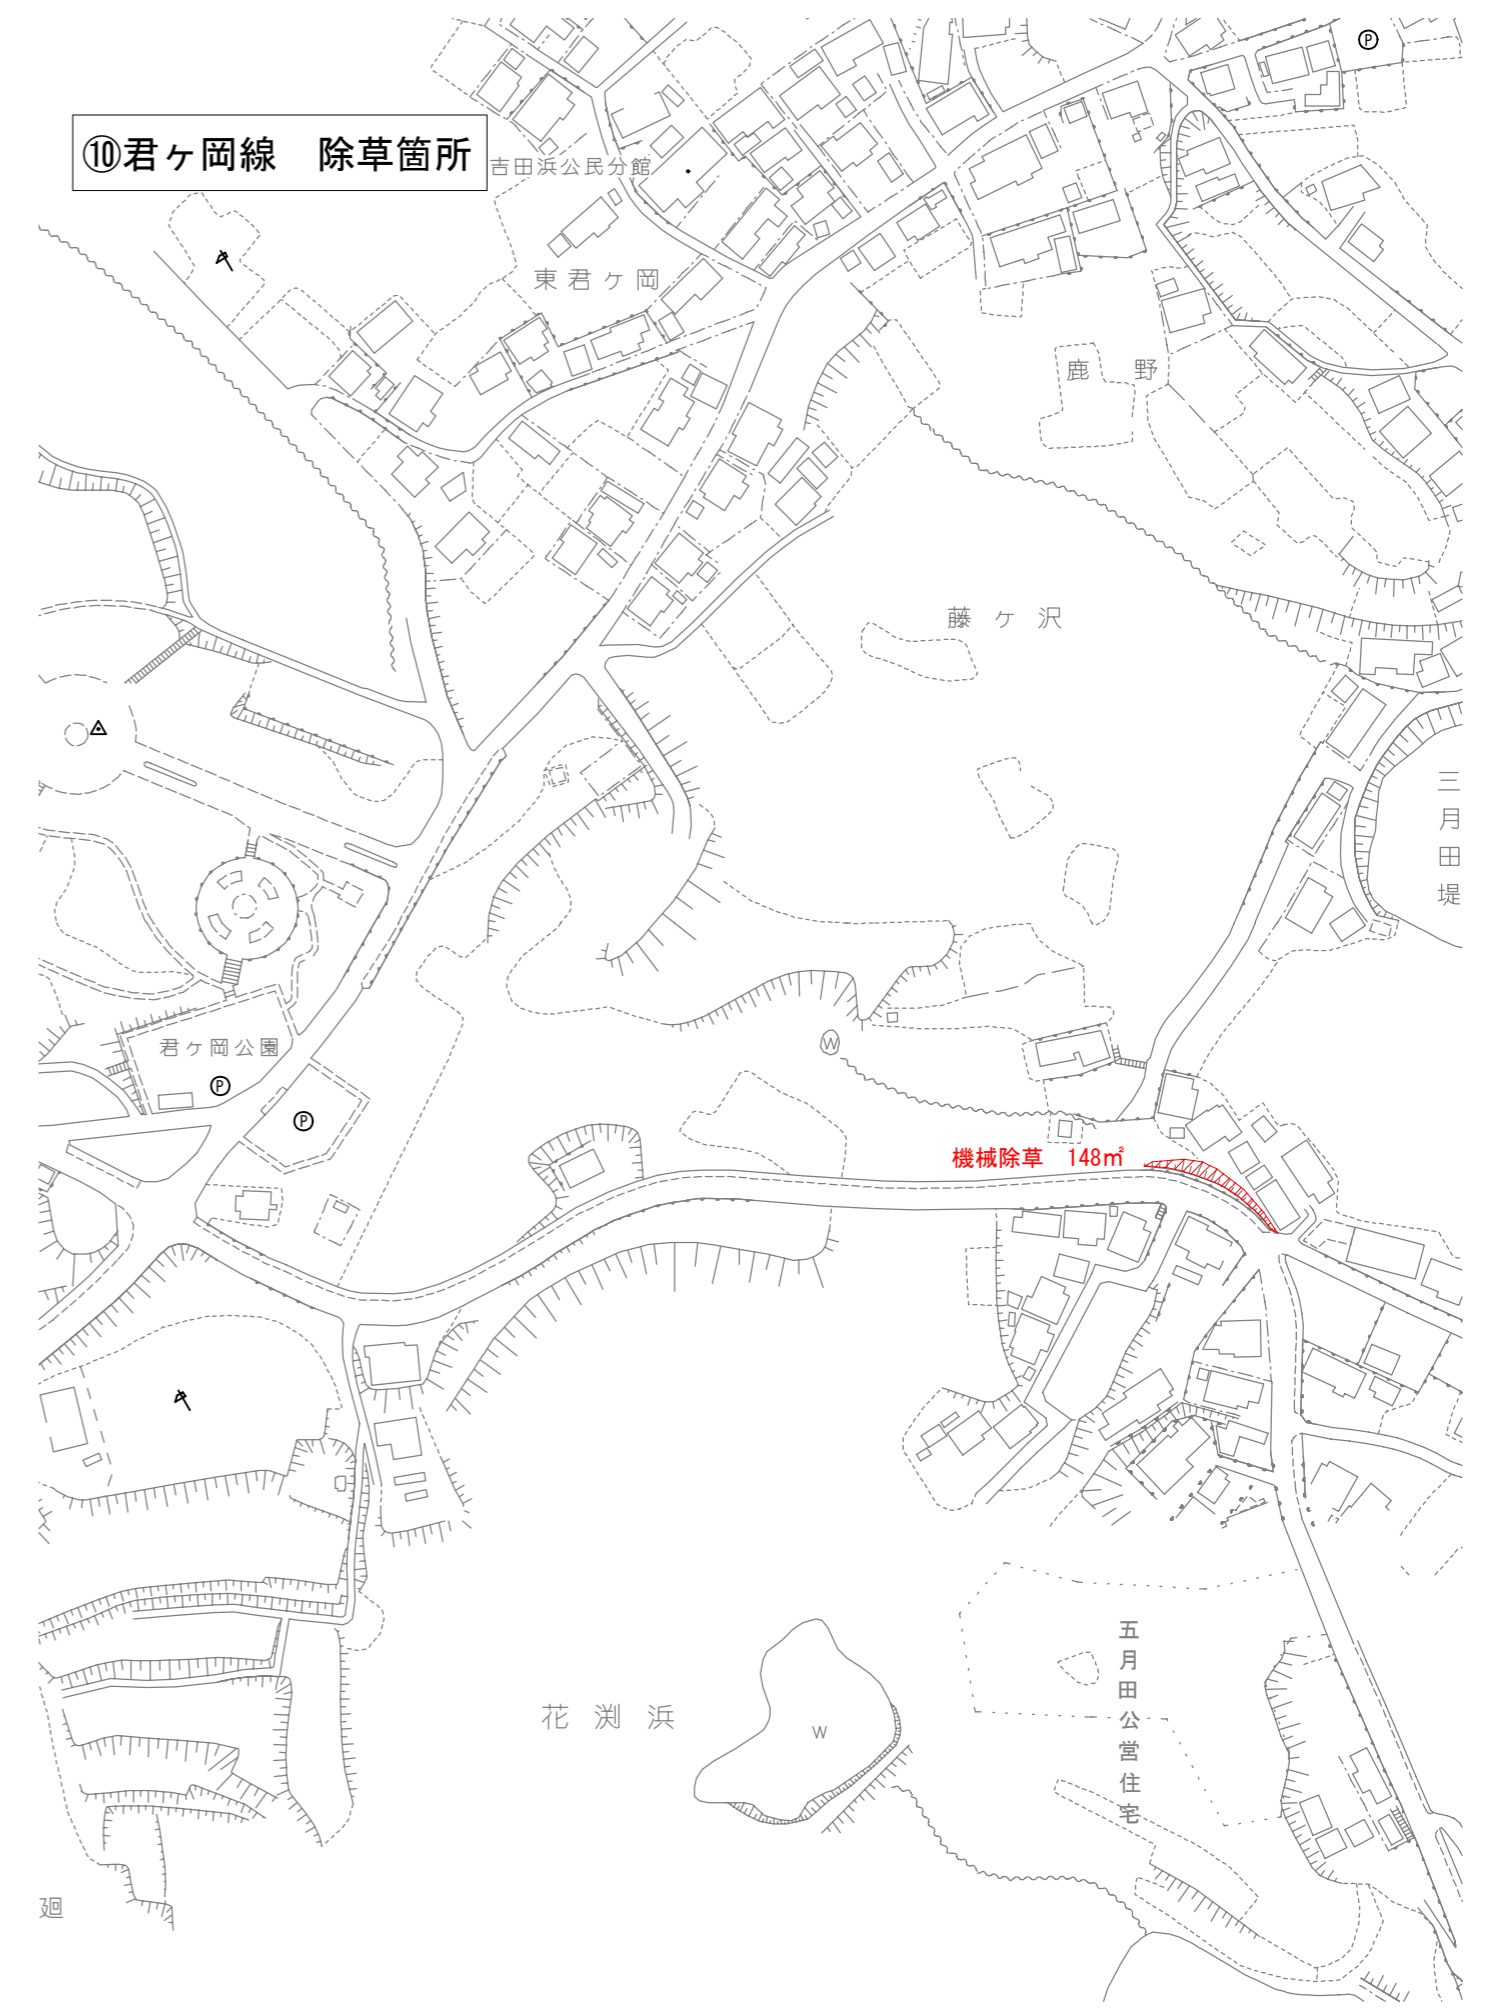 Ⓟ
⑩君ヶ岡線　除草箇所
吉田浜公民分館
東君ヶ岡
鹿野
藤ヶ沢
三月田堤
君ヶ岡公園
Ⓟ
Ⓟ
W
機械除草　148㎡
五月田公営住宅
花渕浜
W
廻